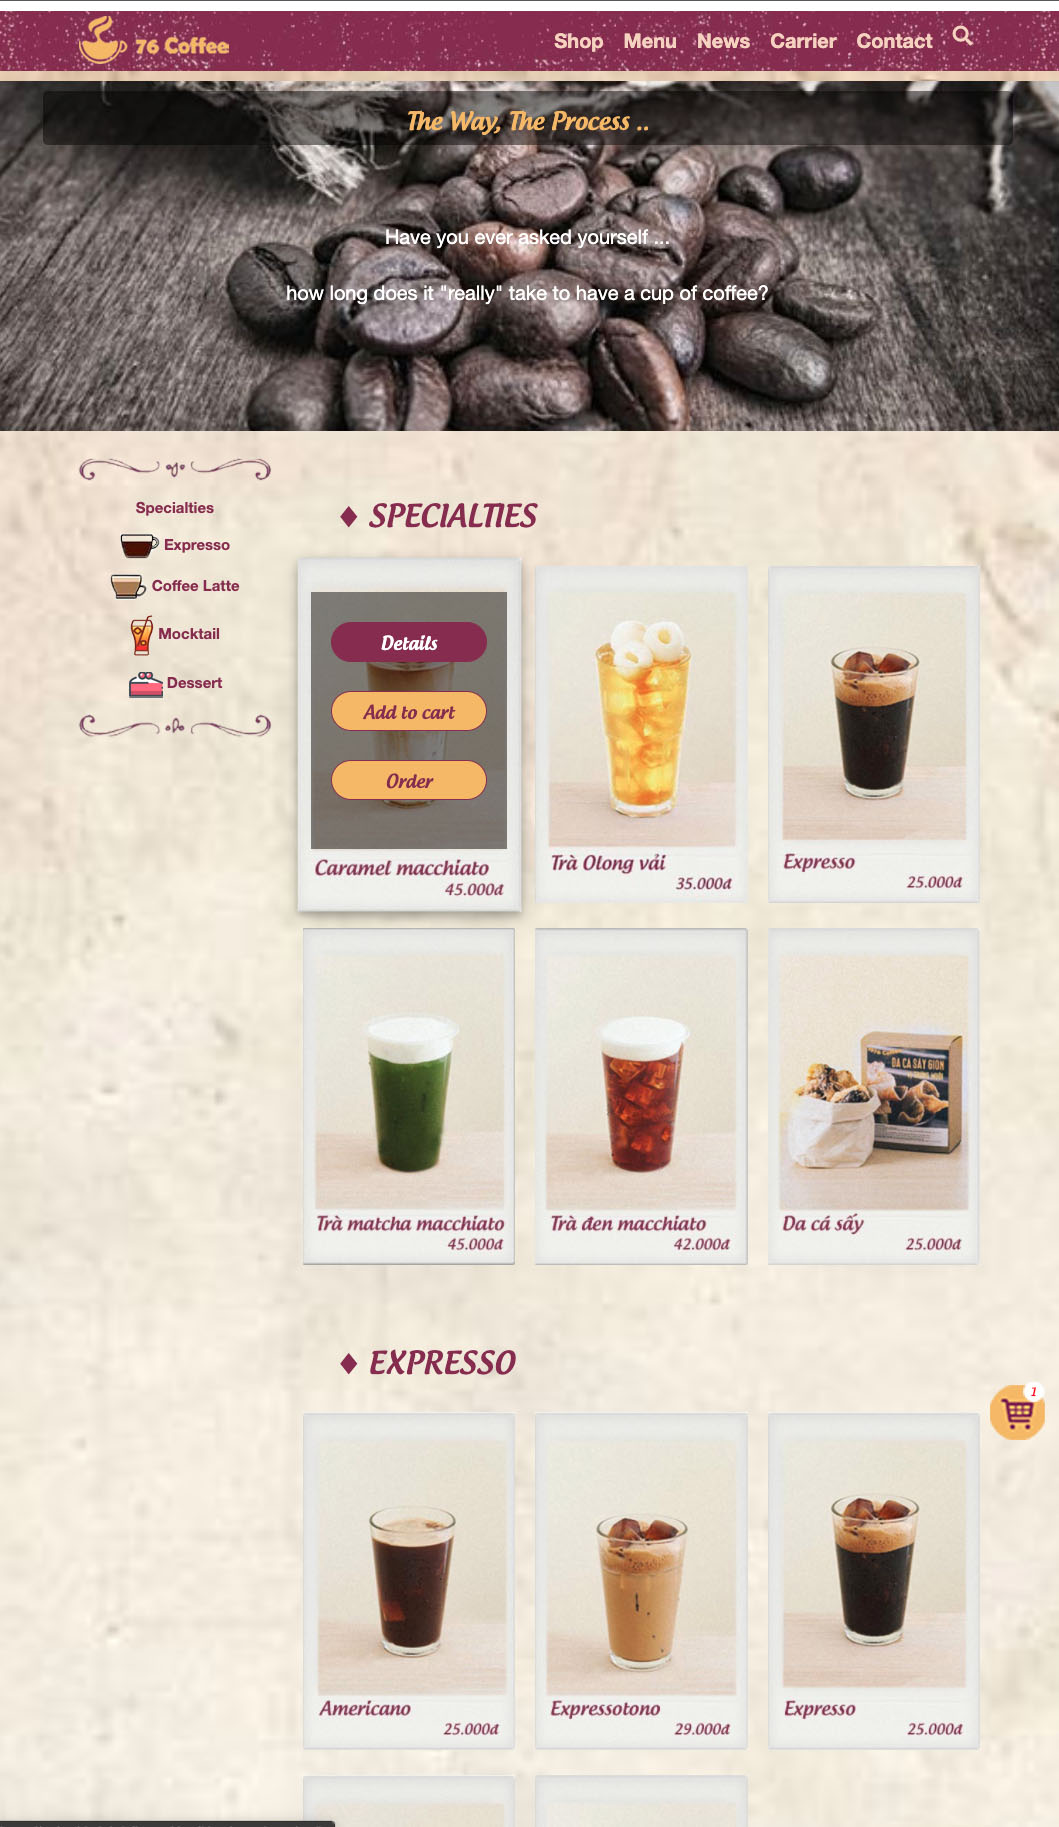 76 Coffee
Shop Menu News Carrier Contact
The Way, The Process ..
Have you ever asked yourself ...
how long does it "really" take to have a cup of coffee?
Specialties
Expresso
Coffee Latte
Mocktail
Dessert
♦ SPECIALTIES
Details
Add to cart
Order
Caramel macchiato
45.000đ
Trà Olong vải
35.000đ
Expresso
25.000đ
Trà matcha macchiato
45.000đ
Trà đen macchiato
42.000đ
DA CÁ SẤY GIÒN
Da cá sấy
25.000đ
♦ EXPRESSO
1
Americano
25.000đ
Expressotono
29.000đ
Expresso
25.000đ